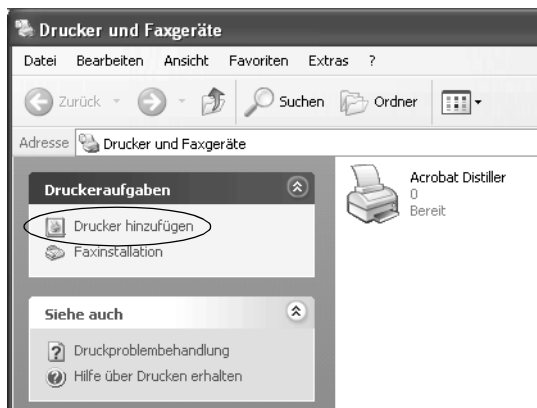 Drucker und Faxgeräte
Datei Bearbeiten Ansicht Favoriten Extras ?
Zurück Suchen Ordner
Adresse Drucker und Faxgeräte
Druckeraufgaben
Drucker hinzufügen
Faxinstallation
Siehe auch
Druckproblembehandlung
Hilfe über Drucken erhalten
Acrobat Distiller
0
Bereit